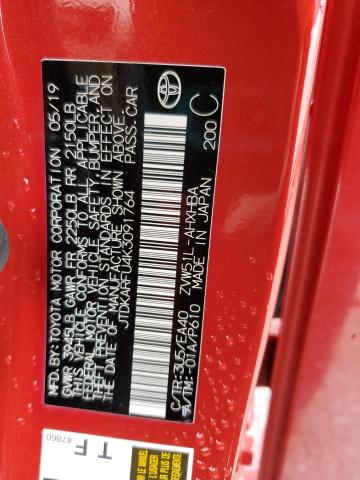 MFD. BY: TOYOTA MOTOR CORPORATION 05/19
GVWR 3945LB GAWR FR 2250LB RR 2150LB
THIS VEHICLE CONFORMS TO ALL APPLICABLE
FEDERAL MOTOR VEHICLE SAFETY, BUMPER, AND
THEFT PREVENTION STANDARDS IN EFFECT ON
THE DATE OF MANUFACTURE SHOWN ABOVE.
JTDKARFU4K3091764 PASS.CAR
C/TR:3U5/EA40 ZVW51L-AHXHBA
A/TM:-01A/P610 MADE IN JAPAN
200 C
TOYOTA
47860
T F